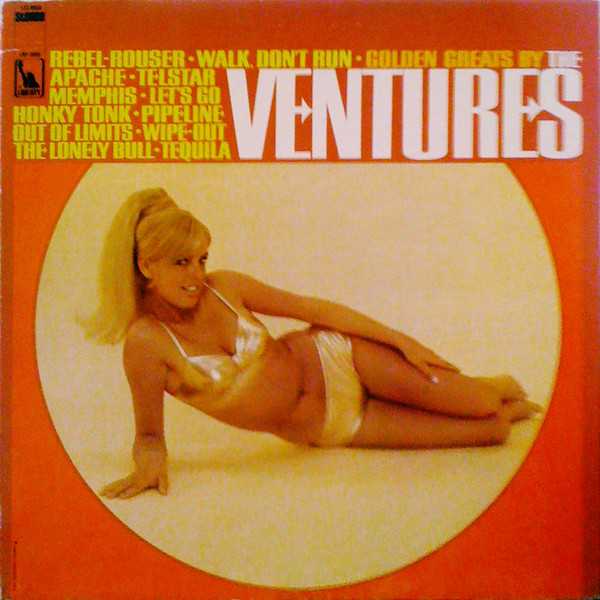 STEREO
LIBERTY
REBEL-ROUSER • WALK, DON'T RUN • GOLDEN GREATS BY THE
APACHE • TELSTAR
MEMPHIS • LET'S GO
HONKY TONK • PIPELINE
OUT OF LIMITS • WIPE-OUT
THE LONELY BULL • TEQUILA
VENTURES